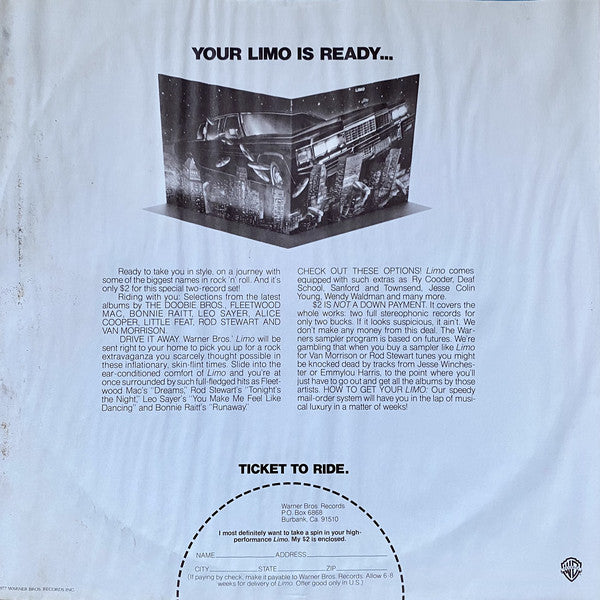 YOUR LIMO IS READY...
LIMO
Ready to take you in style, on a journey with
some of the biggest names in rock 'n' roll. And it's
only $2 for this special two-record set!
Riding with you: Selections from the latest
albums by THE DOOBIE BROS., FLEETWOOD
MAC, BONNIE RAITT, LEO SAYER, ALICE
COOPER, LITTLE FEAT, ROD STEWART AND
VAN MORRISON.
DRIVE IT AWAY. Warner Bros.' Limo will be
sent right to your home to pick you up for a rock
extravaganza you scarcely thought possible in
these inflationary, skin-flint times. Slide into the
ear-conditioned comfort of Limo and you're at
once surrounded by such full-fledged hits as Fleet-
wood Mac's "Dreams," Rod Stewart's "Tonight's
the Night," Leo Sayer's "You Make Me Feel Like
Dancing" and Bonnie Raitt's "Runaway."
CHECK OUT THESE OPTIONS! Limo comes
equipped with such extras as Ry Cooder, Deaf
School, Sanford and Townsend, Jesse Colin
Young, Wendy Waldman and many more.
$2 IS NOT A DOWN PAYMENT. It covers the
whole works: two full stereophonic records for
only two bucks. If it looks suspicious, it ain't. We
don't make any money from this deal. The War-
ners sampler program is based on futures. We're
gambling that when you buy a sampler like Limo
for Van Morrison or Rod Stewart tunes you might
be knocked dead by tracks from Jesse Winches-
ter or Emmylou Harris, to the point where you'll
just have to go out and get all the albums by those
artists. HOW TO GET YOUR LIMO: Our speedy
mail-order system will have you in the lap of musi-
cal luxury in a matter of weeks!
TICKET TO RIDE.
Warner Bros. Records
P.O. Box 6868
Burbank, Ca. 91510
I most definitely want to take a spin in your high-
performance Limo. My $2 is enclosed.
NAME ADDRESS
CITY STATE ZIP
(If paying by check, make it payable to Warner Bros. Records. Allow 6-8
weeks for delivery of Limo. Offer good only in U.S.)
WARNER BROS. RECORDS INC.